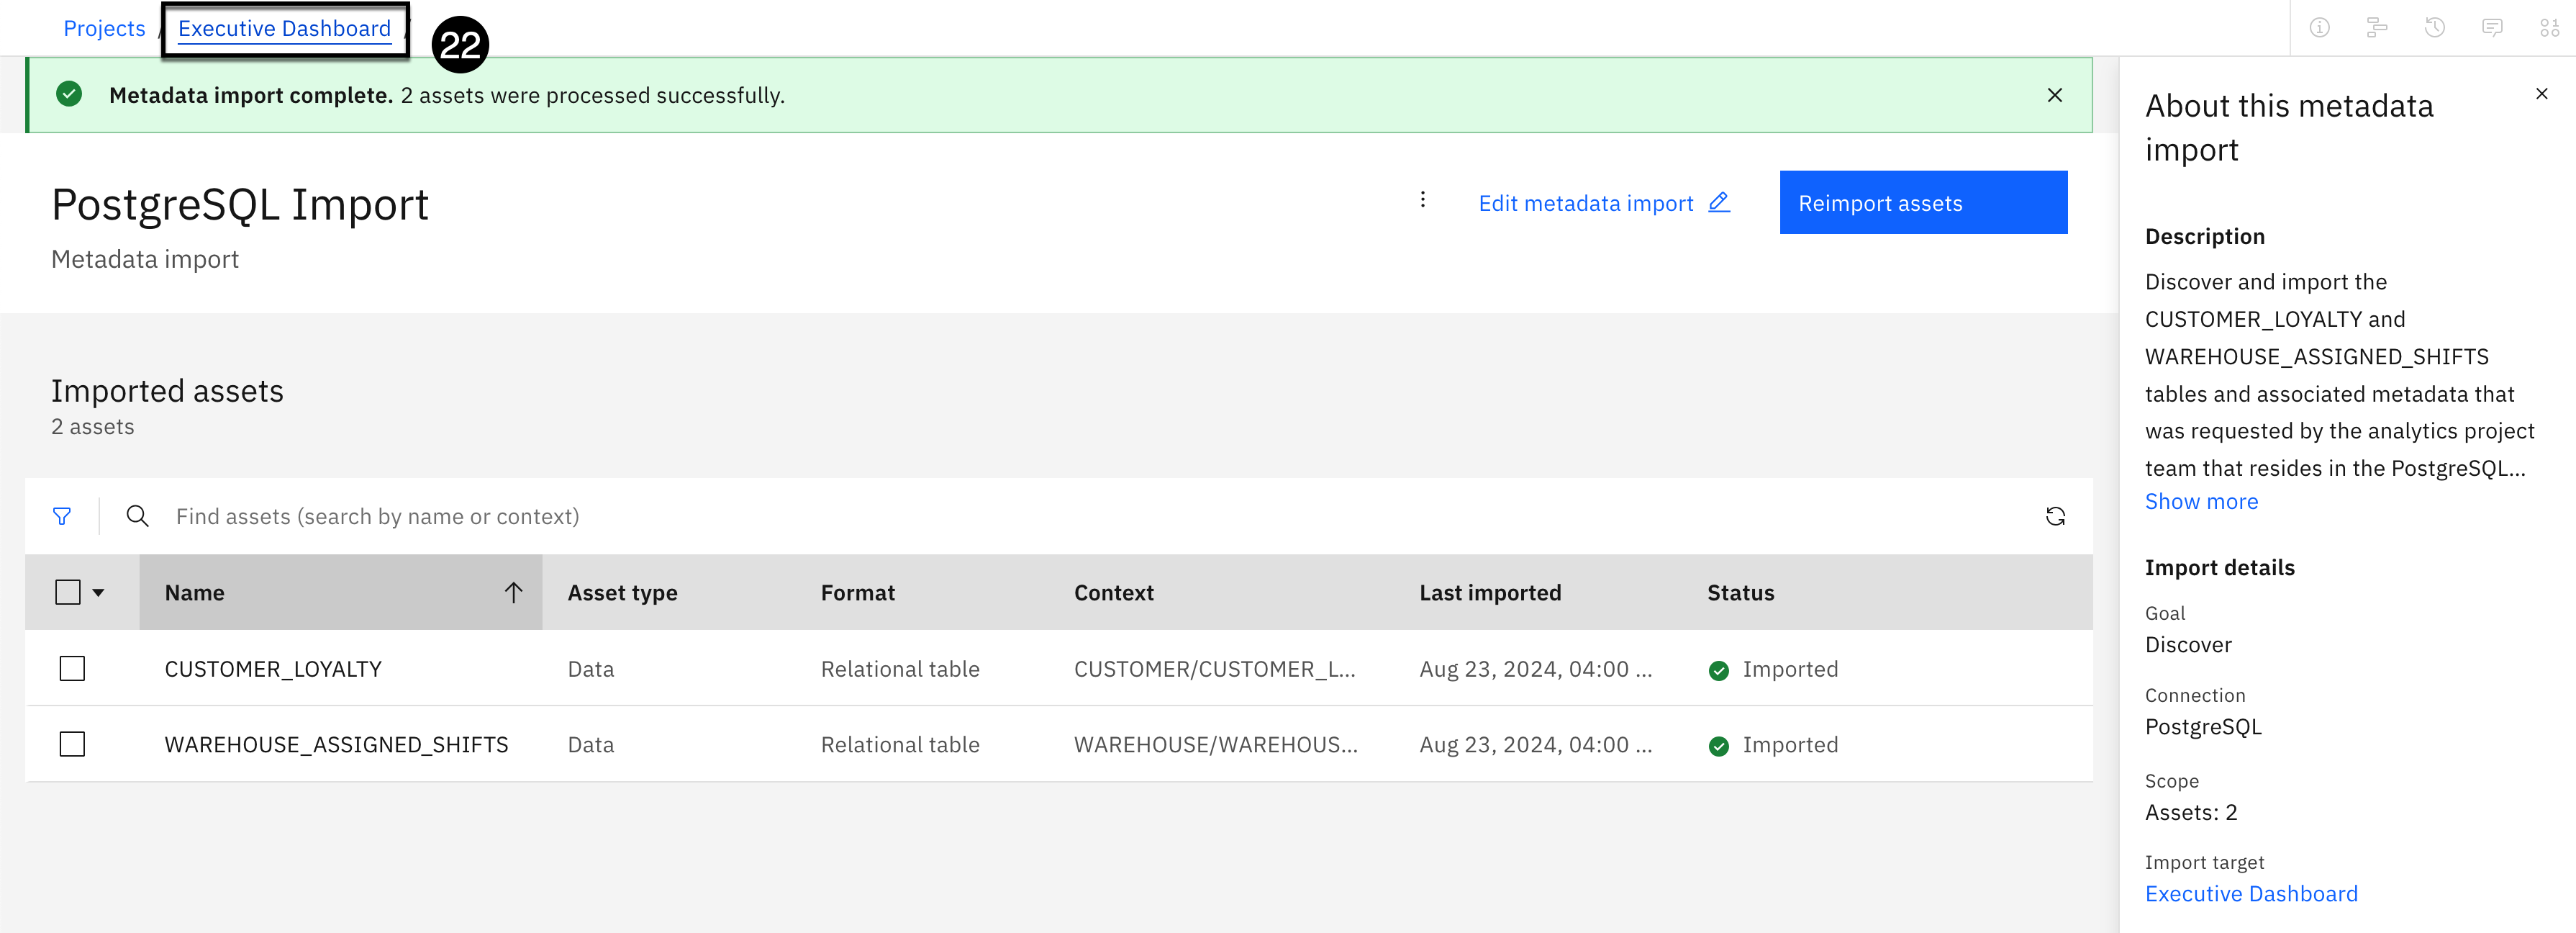 Projects / Executive Dashboard /
22
Metadata import complete. 2 assets were processed successfully.
PostgreSQL Import
Metadata import
Edit metadata import
Reimport assets
Imported assets
2 assets
Find assets (search by name or context)
Name Asset type Format Context Last imported Status
CUSTOMER_LOYALTY Data Relational table CUSTOMER/CUSTOMER_L... Aug 23, 2024, 04:00 ... Imported
WAREHOUSE_ASSIGNED_SHIFTS Data Relational table WAREHOUSE/WAREHOUS... Aug 23, 2024, 04:00 ... Imported
About this metadata
import
Description
Discover and import the
CUSTOMER_LOYALTY and
WAREHOUSE_ASSIGNED_SHIFTS
tables and associated metadata that
was requested by the analytics project
team that resides in the PostgreSQL...
Show more
Import details
Goal
Discover
Connection
PostgreSQL
Scope
Assets: 2
Import target
Executive Dashboard